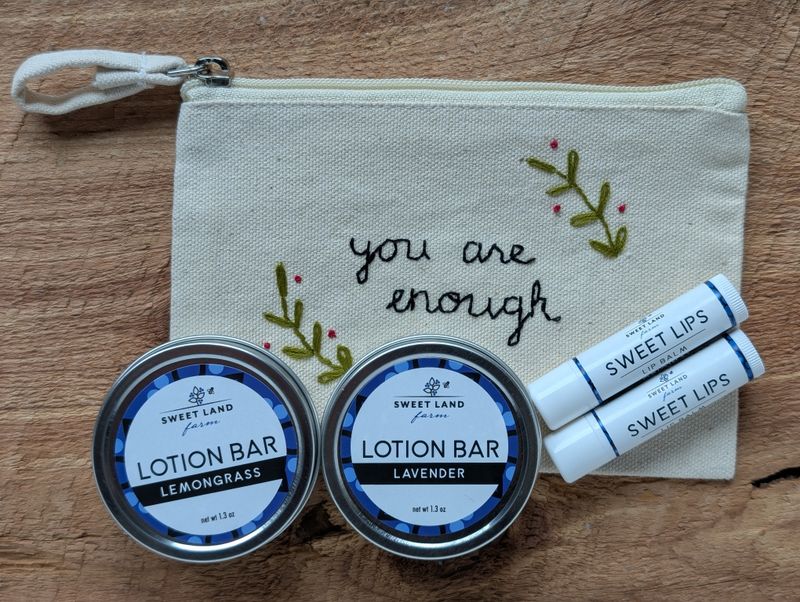 you are
enough
SWEET LAND
farm
LOTION BAR
LEMONGRASS
net wt 1.3 oz
SWEET LAND
farm
LOTION BAR
LAVENDER
net wt 1.3 oz
SWEET LAND
farm
SWEET LIPS
LIP BALM
SWEET LAND
farm
SWEET LIPS